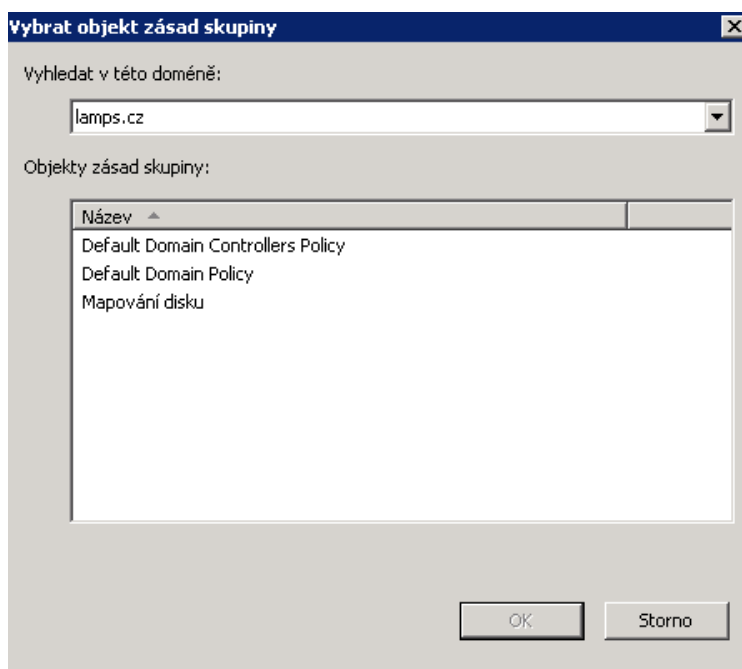 Vybrat objekt zásad skupiny
Vyhledat v této doméně:
lamps.cz
Objekty zásad skupiny:
Název
Default Domain Controllers Policy
Default Domain Policy
Mapování disku
OK
Storno